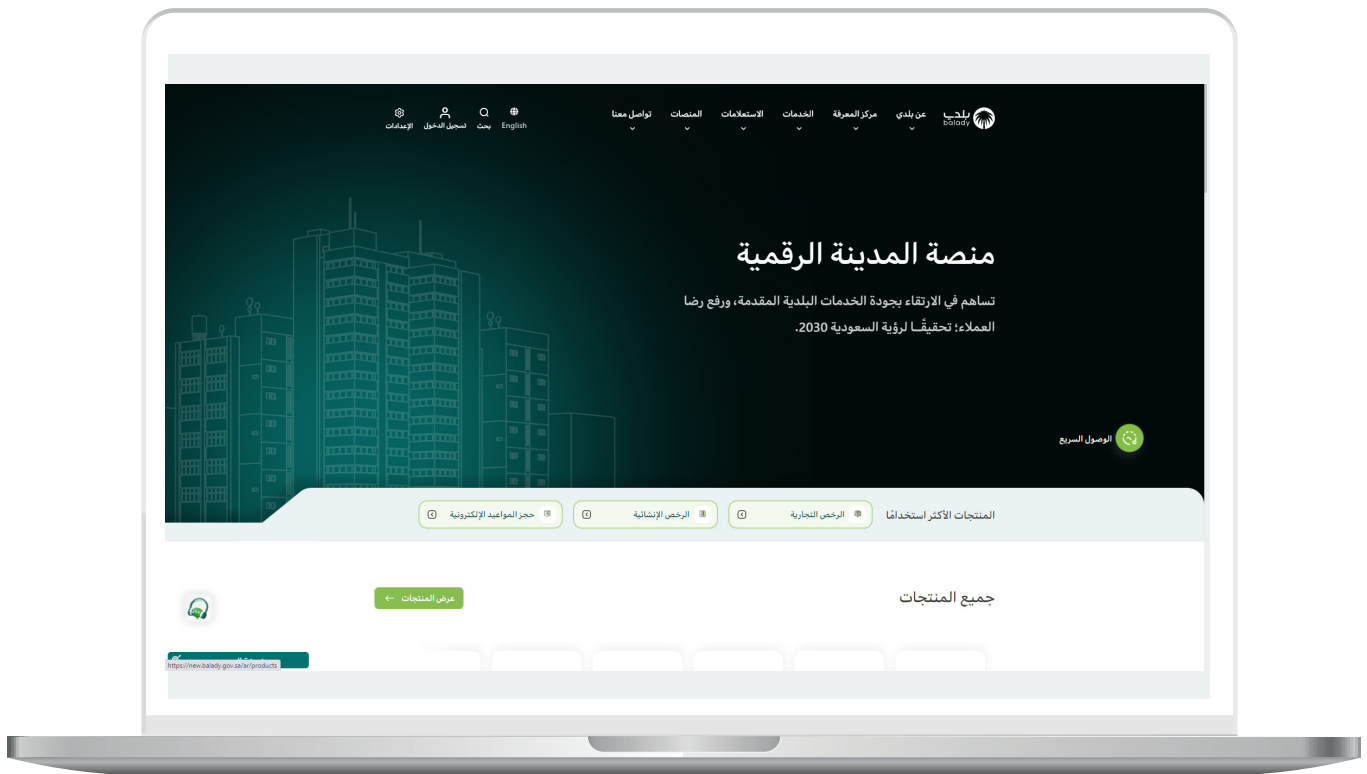 بلدي
balady
عن بلدي
مركز المعرفة
الخدمات
الاستعلامات
المنصات
تواصل معنا
English
بحث
تسجيل الدخول
الإعدادات
منصة المدينة الرقمية
تساهم في الارتقاء بجودة الخدمات البلدية المقدمة، ورفع رضا
العملاء؛ تحقيقًــا لرؤية السعودية 2030.
الوصول السريع
المنتجات الأكثر استخدامًا
الرخص التجارية
الرخص الإنشائية
حجز المواعيد الإلكترونية
جميع المنتجات
عرض المنتجات
https://new.balady.gov.sa/ar/products